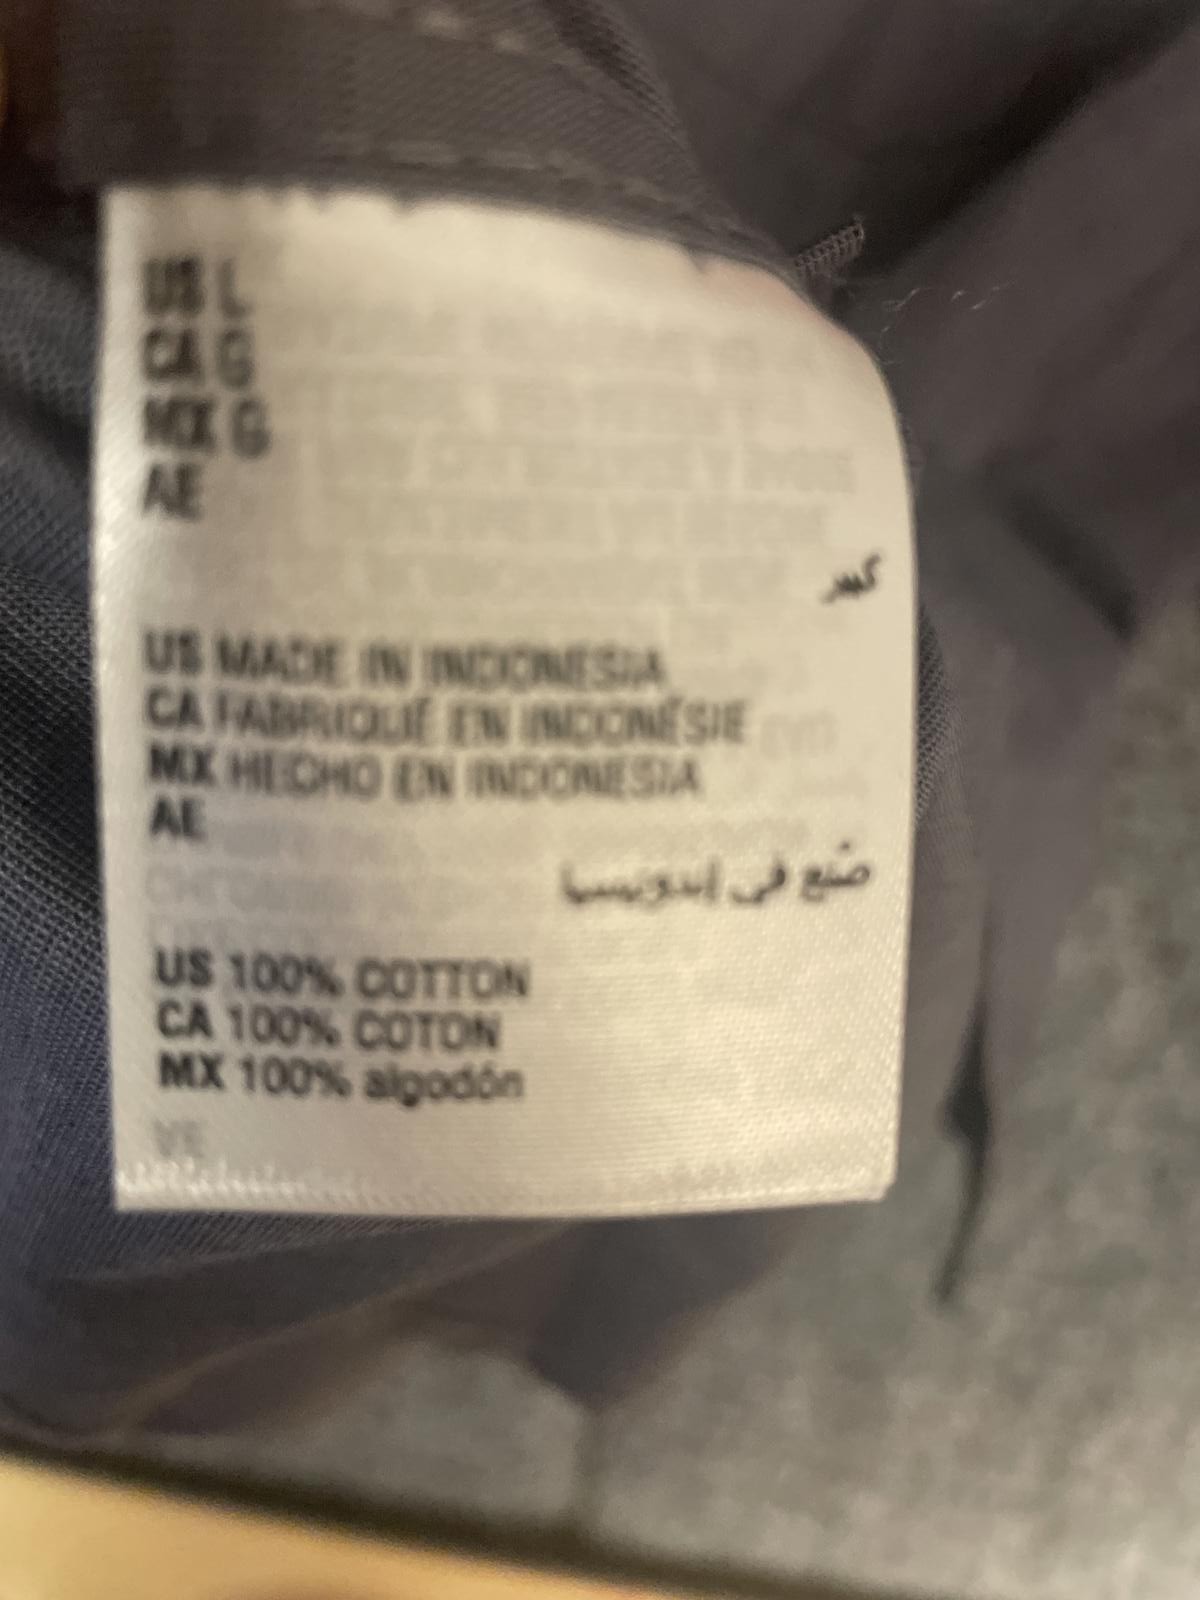 US L
CA G
MX G
AE
كبير
US MADE IN INDONESIA
CA FABRIQUÉ EN INDONÉSIE
MX HECHO EN INDONESIA
AE
صُنع في إندونيسيا
US 100% COTTON
CA 100% COTON
MX 100% algodón